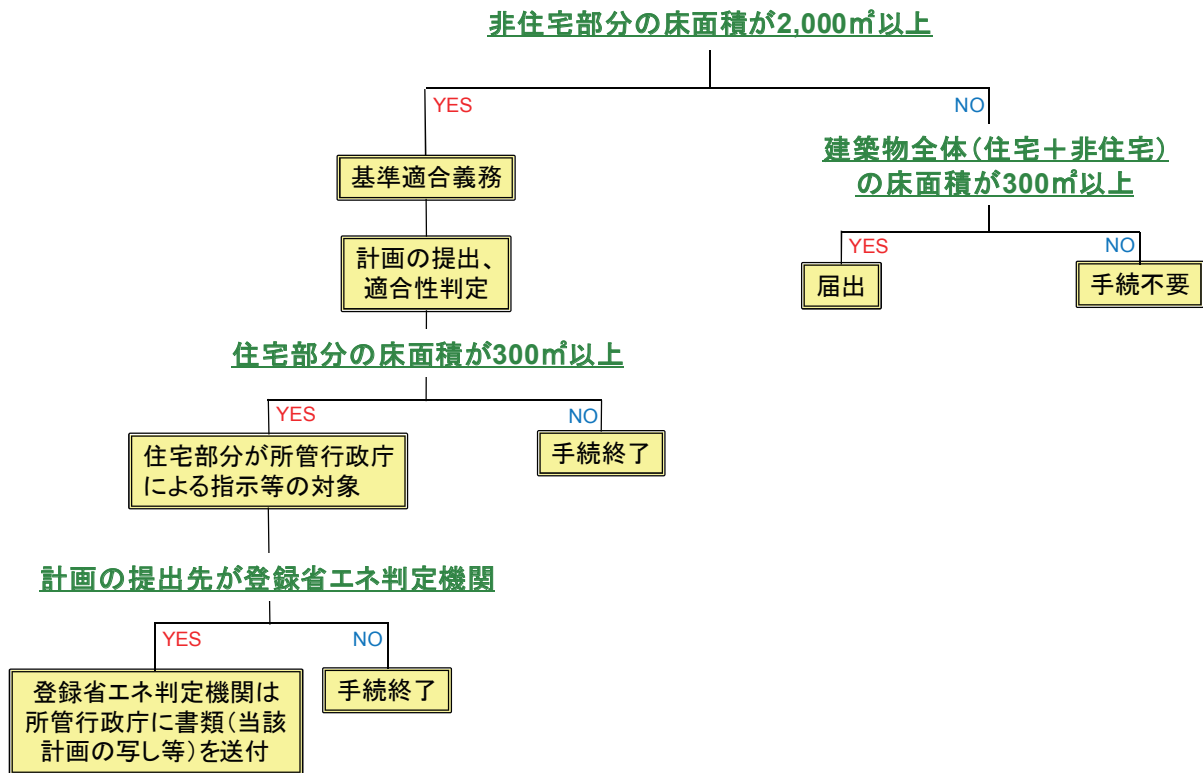 非住宅部分の床面積が2,000㎡以上
YES
NO
基準適合義務
建築物全体（住宅＋非住宅）
の床面積が300㎡以上
計画の提出、
適合性判定
YES
NO
届出
手続不要
住宅部分の床面積が300㎡以上
YES
NO
住宅部分が所管行政庁
による指示等の対象
手続終了
計画の提出先が登録省エネ判定機関
YES
NO
登録省エネ判定機関は
所管行政庁に書類（当該
計画の写し等）を送付
手続終了